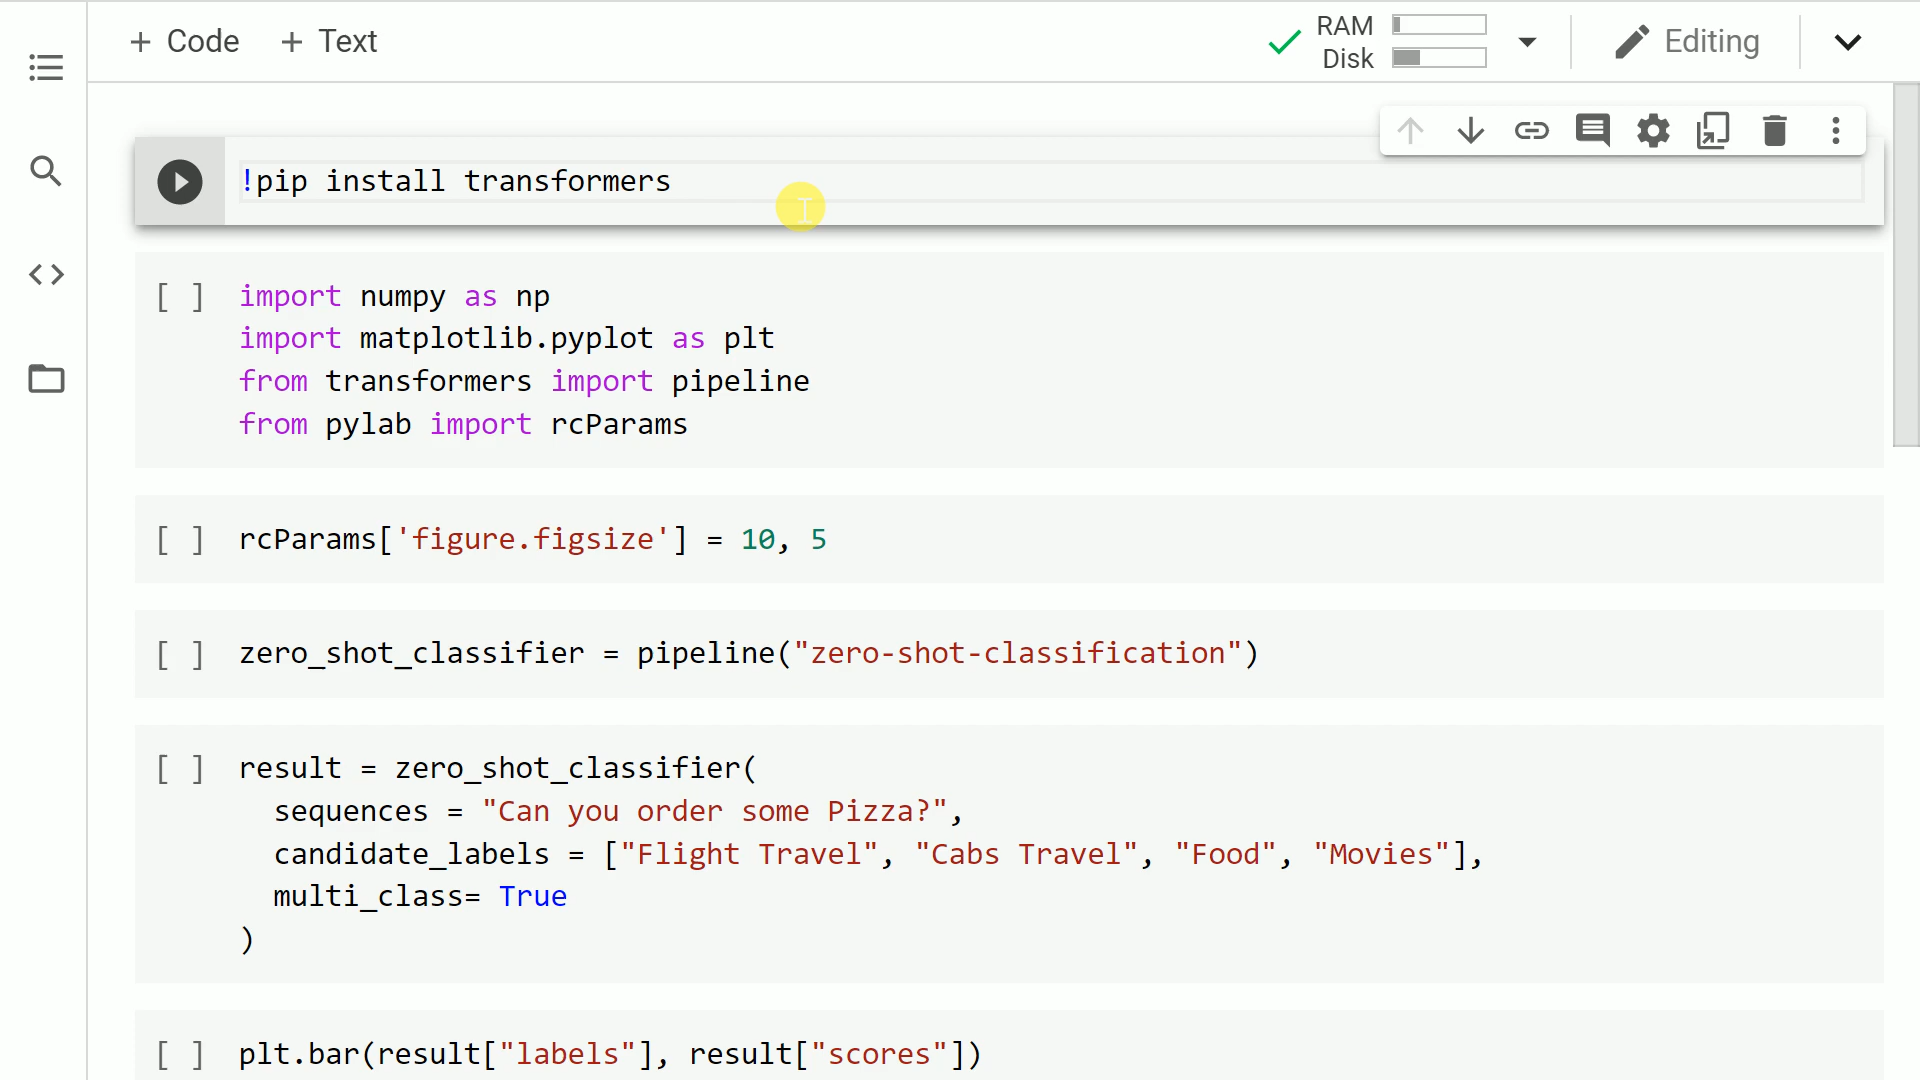 + Code + Text
RAM
Disk
Editing
!pip install transformers
[ ] import numpy as np
import matplotlib.pyplot as plt
from transformers import pipeline
from pylab import rcParams
[ ] rcParams['figure.figsize'] = 10, 5
[ ] zero_shot_classifier = pipeline("zero-shot-classification")
[ ] result = zero_shot_classifier(
sequences = "Can you order some Pizza?",
candidate_labels = ["Flight Travel", "Cabs Travel", "Food", "Movies"],
multi_class= True
)
[ ] plt.bar(result["labels"], result["scores"])